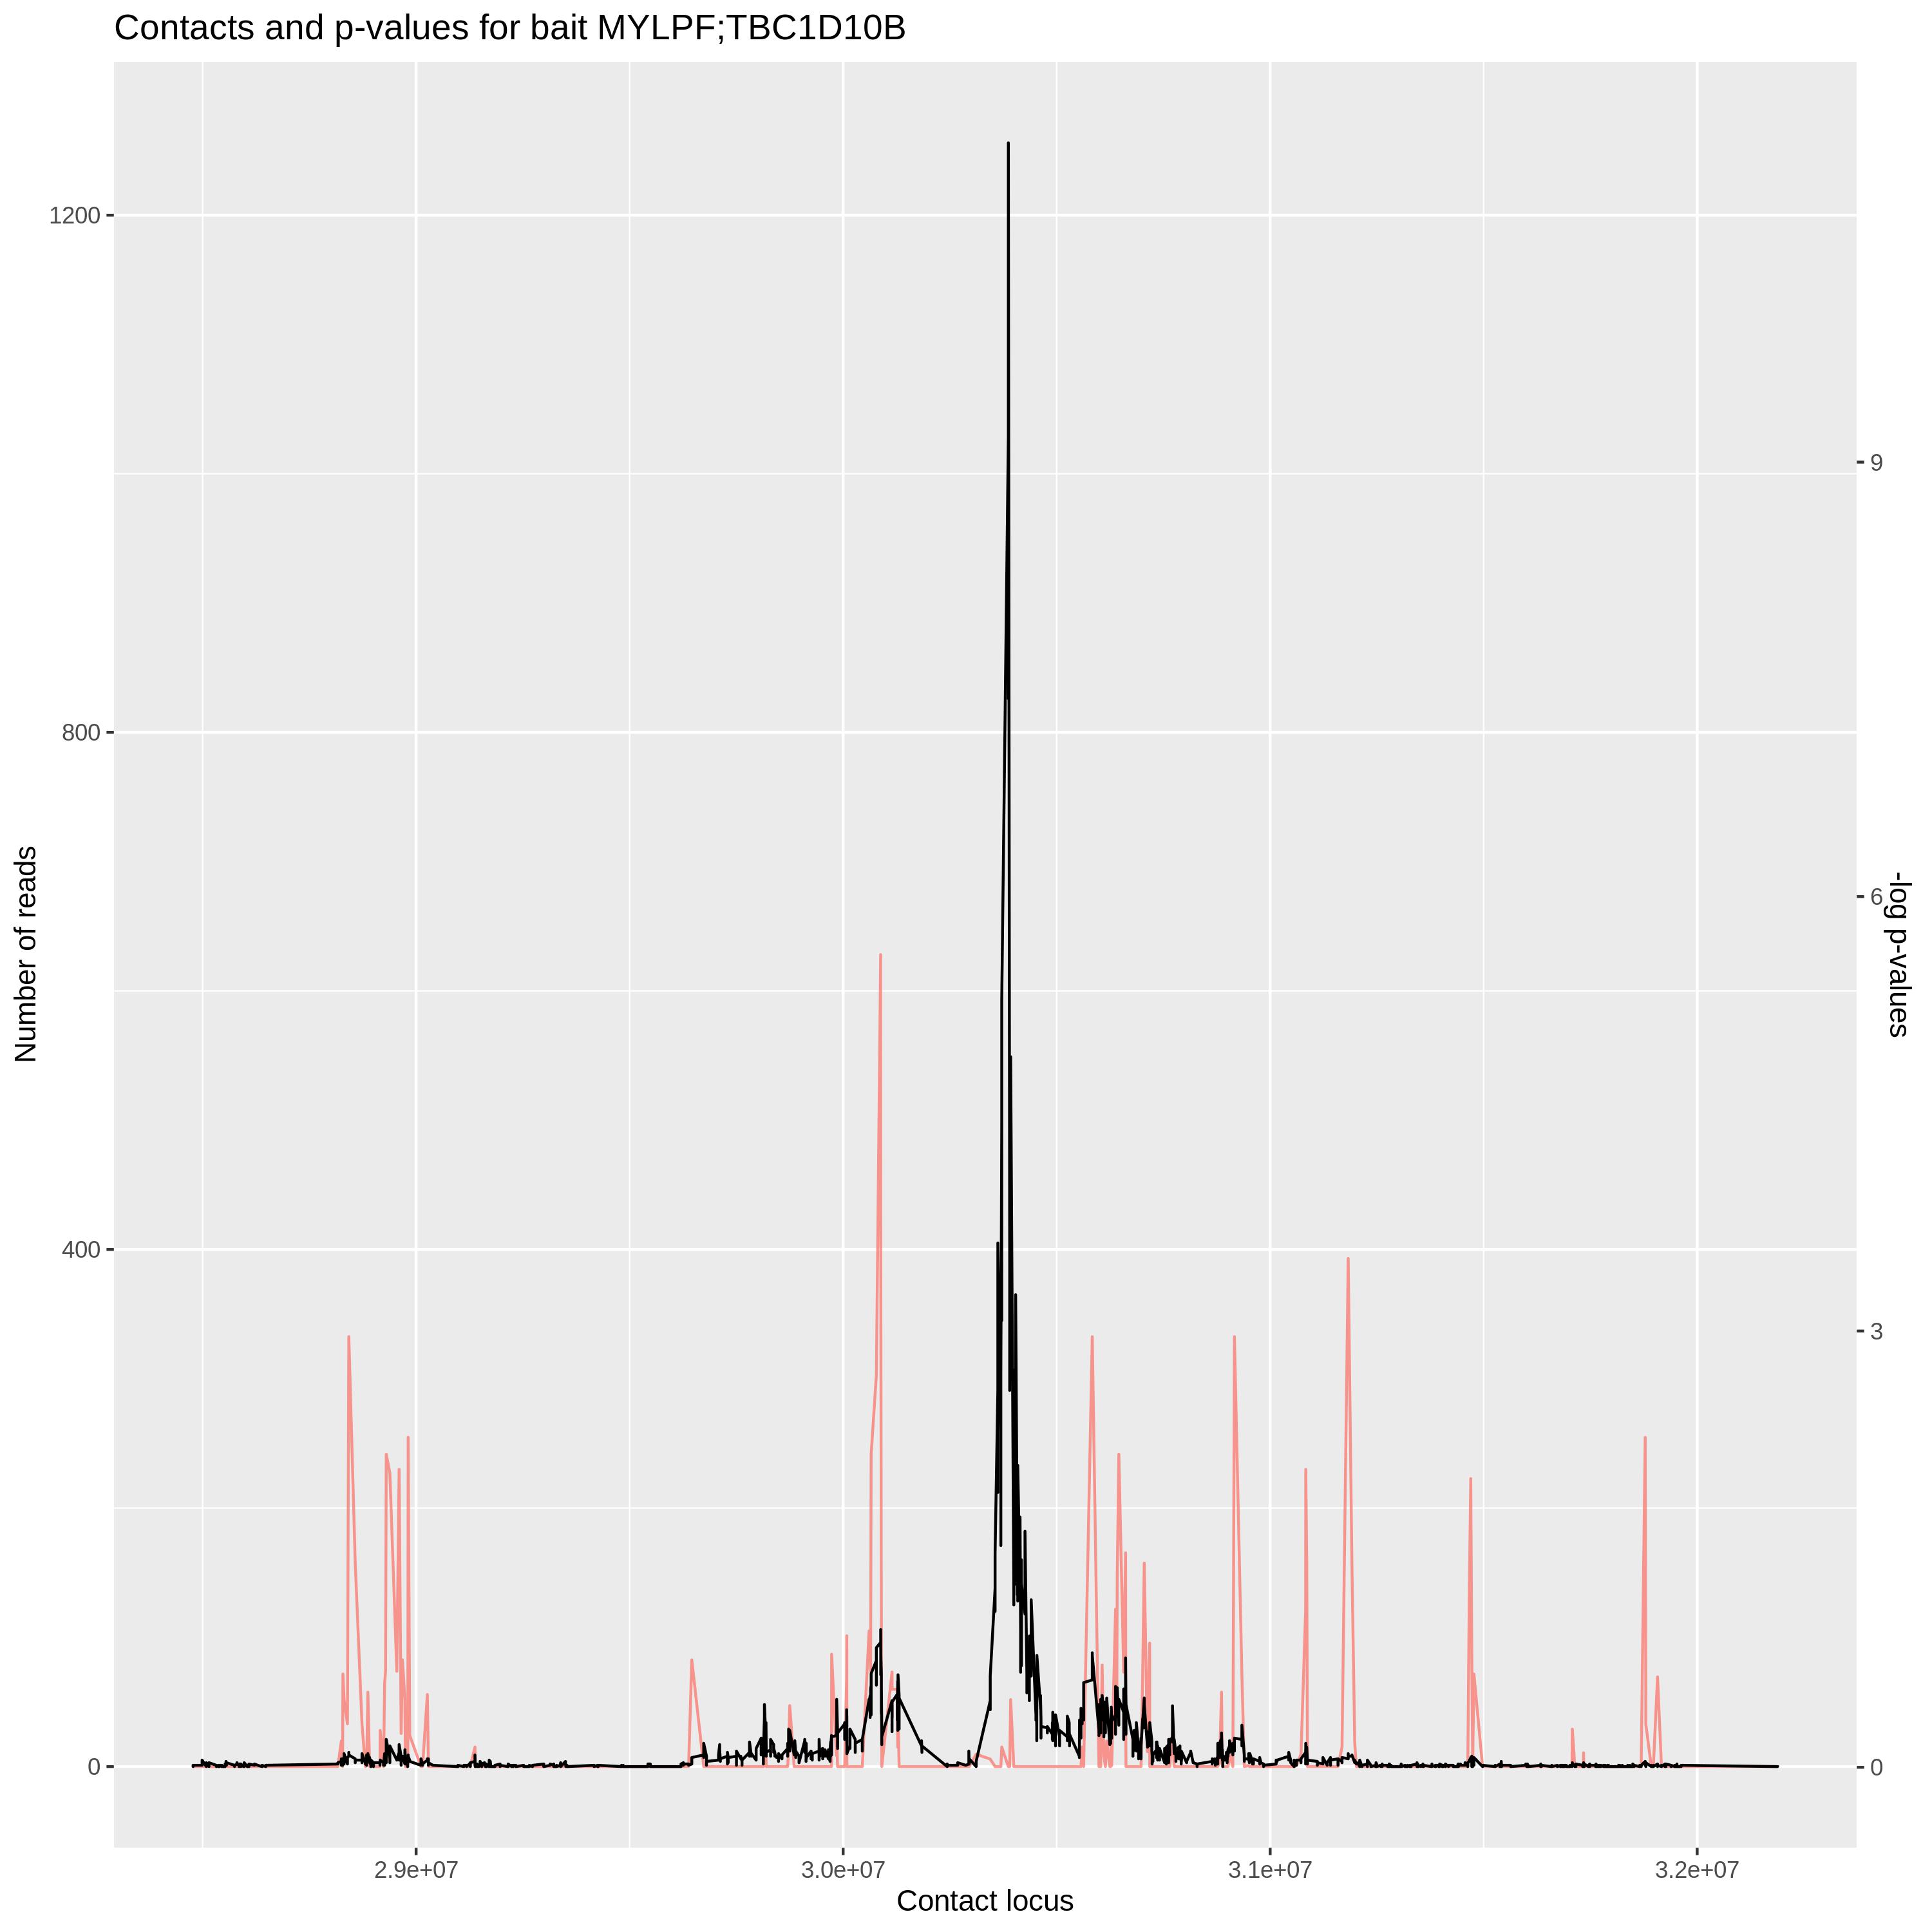 Contacts and p-values for bait MYLPF;TBC1D10B
1200
800
400
0
Number of reads
9
6
3
0
-log p-values
2.9e+07
3.0e+07
3.1e+07
3.2e+07
Contact locus